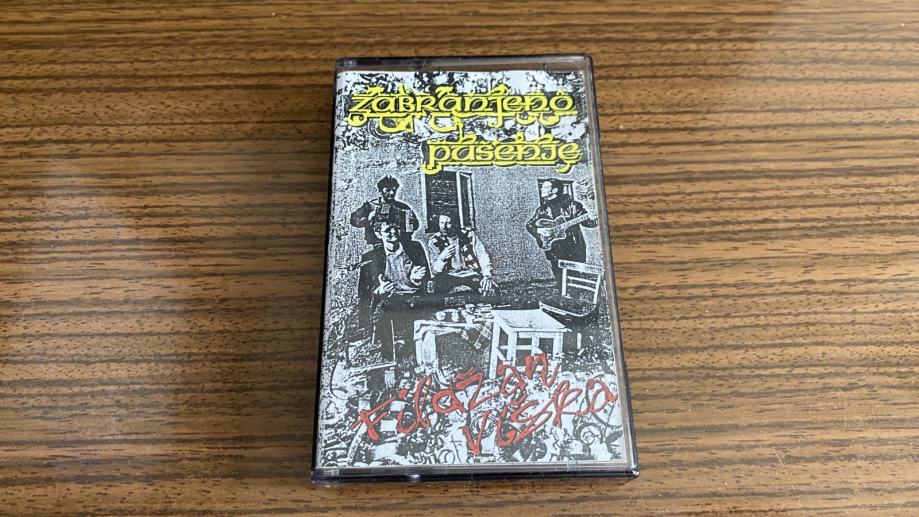 Zabranjeno
pušenje
Fildžan
Viška